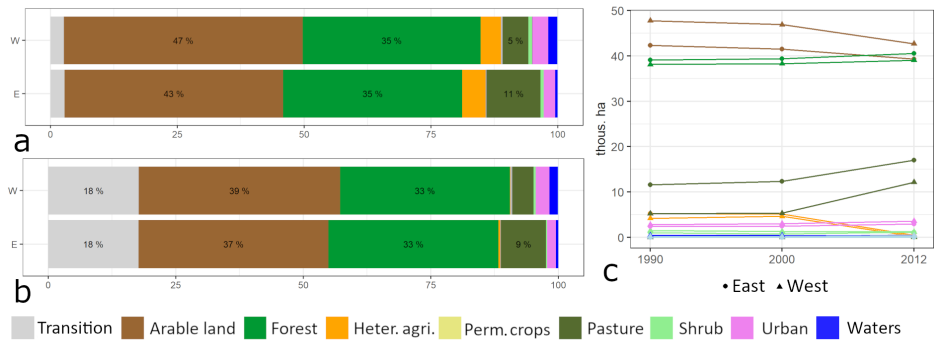 W 47 % 35 % 5 %
E 43 % 35 % 11 %
0 25 50 75 100
a
W 18 % 39 % 33 %
E 18 % 37 % 33 % 9 %
0 25 50 75 100
b
50
40
30
20
10
0
thous. ha
1990 2000 2012
c
East West
Transition Arable land Forest Heter. agri. Perm. crops Pasture Shrub Urban Waters